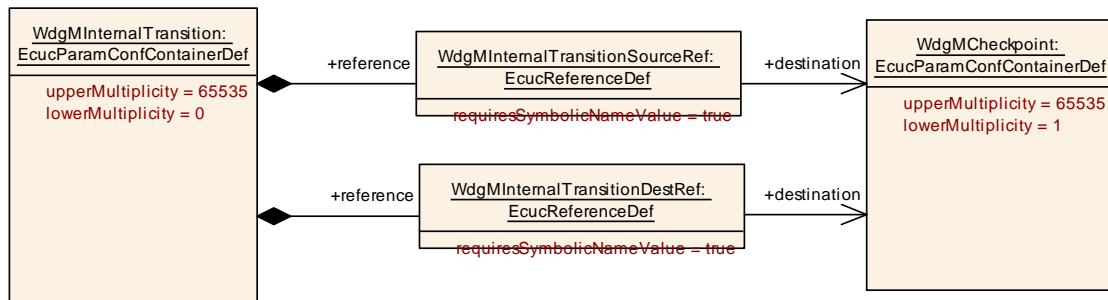 WdgMInternalTransition:
EcucParamConfContainerDef
upperMultiplicity = 65535
lowerMultiplicity = 0
+reference
WdgMInternalTransitionSourceRef:
EcucReferenceDef
requiresSymbolicNameValue = true
+destination
WdgMCheckpoint:
EcucParamConfContainerDef
upperMultiplicity = 65535
lowerMultiplicity = 1
+reference
WdgMInternalTransitionDestRef:
EcucReferenceDef
requiresSymbolicNameValue = true
+destination